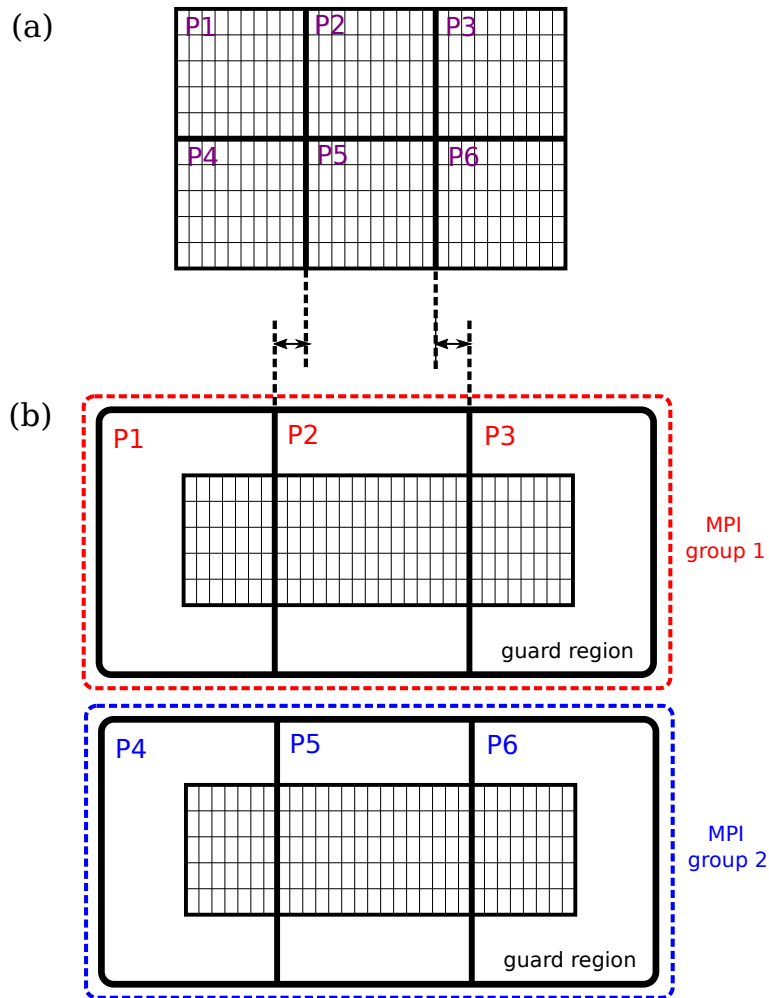 (a)
P1 P2 P3
P4 P5 P6
(b)
P1 P2 P3
MPI
group 1
guard region
P4 P5 P6
MPI
group 2
guard region